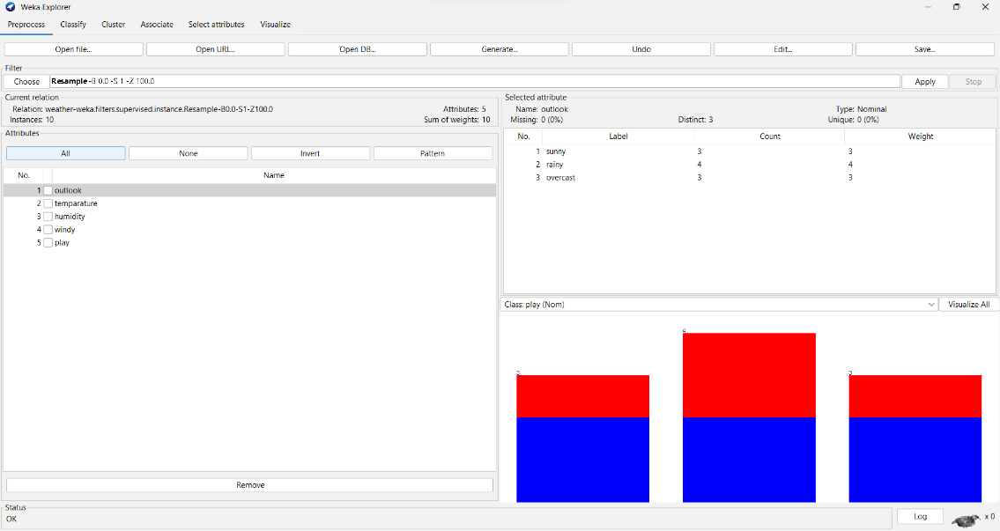 Weka Explorer
Preprocess Classify Cluster Associate Select attributes Visualize
Open file... Open URL... Open DB... Generate... Undo Edit... Save...
Filter
Choose Resample -B 0.0 -S 1 -Z 100.0 Apply Stop
Current relation
Relation: weather-weka.filters.supervised.instance.Resample-B0.0-S1-Z100.0 Attributes: 5
Instances: 10 Sum of weights: 10
Attributes
All None Invert Pattern
No. Name
1 outlook
2 temparature
3 humidity
4 windy
5 play
Remove
Selected attribute
Name: outlook Type: Nominal
Missing: 0 (0%) Distinct: 3 Unique: 0 (0%)
No. Label Count Weight
1 sunny 3 3
2 rainy 4 4
3 overcast 3 3
Class: play (Nom) Visualize All
3 4 3
Status
OK
Log x 0